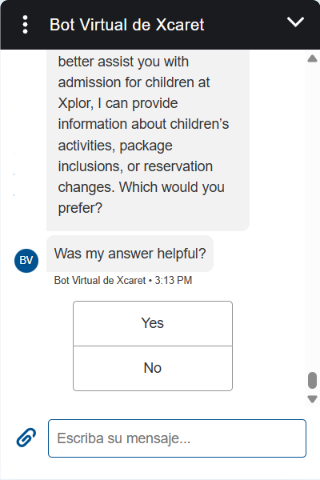 Bot Virtual de Xcaret
better assist you with
admission for children at
Xplor, I can provide
information about children’s
activities, package
inclusions, or reservation
changes. Which would you
prefer?
BV
Was my answer helpful?
Bot Virtual de Xcaret • 3:13 PM
Yes
No
Escriba su mensaje...